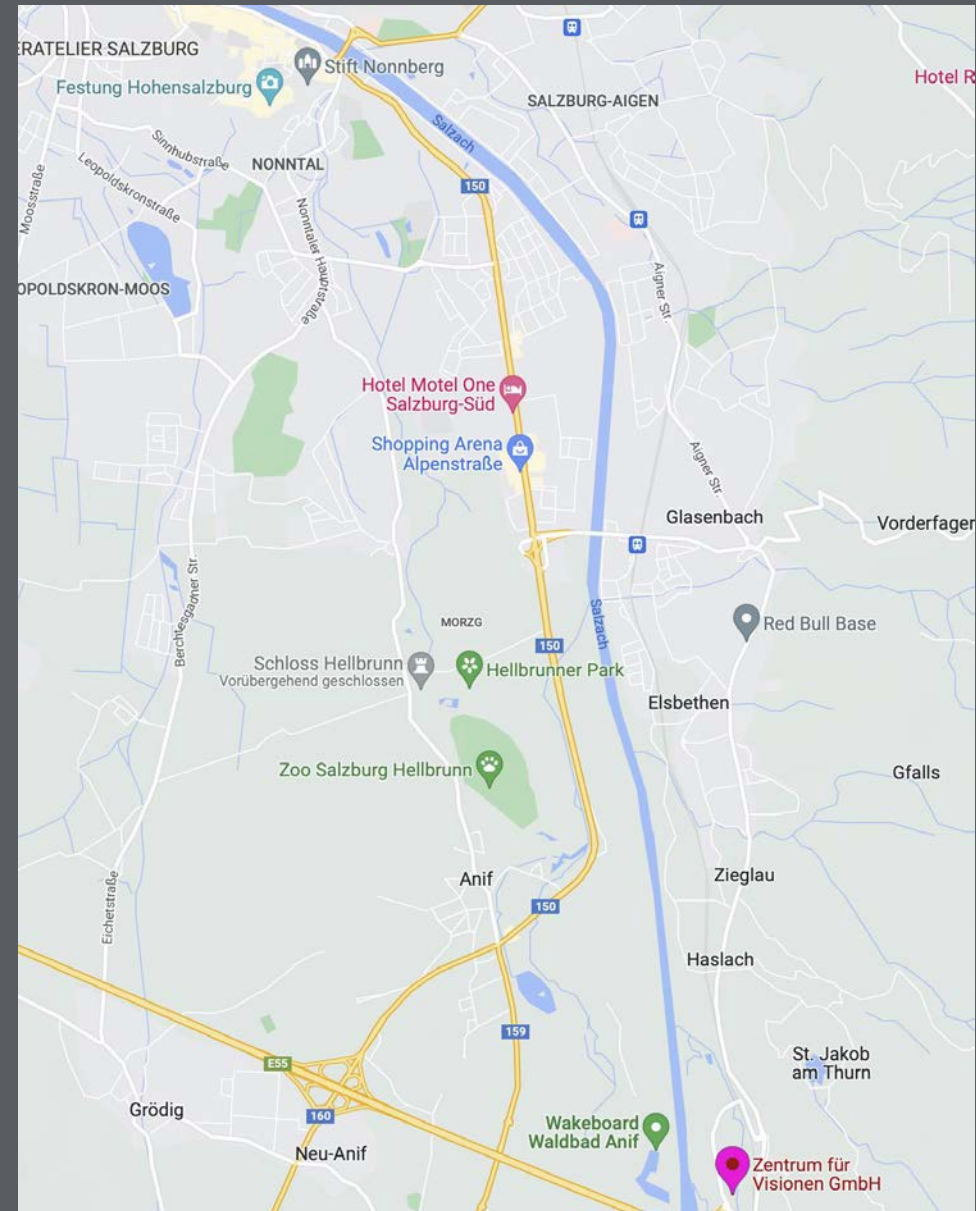 ERATELIER SALZBURG
Stift Nonnberg
Festung Hohensalzburg
Hotel R
SALZBURG-AIGEN
Salzach
Sinnhubstraße
NONNTAL
Leopoldskronstraße
Moosstraße
150
Nonntaler Hauptstraße
Aigner Str.
OPOLDSKRON-MOOS
Hotel Motel One
Salzburg-Süd
Shopping Arena
Alpenstraße
Aigner Str.
Glasenbach
Vorderfager
Berchtesgadner Str.
Salzach
MORZG
Red Bull Base
150
Schloss Hellbrunn
Vorübergehend geschlossen
Hellbrunner Park
Elsbethen
Zoo Salzburg Hellbrunn
Gfalls
Anif
Zieglau
Eichetstraße
150
Haslach
159
E55
St. Jakob
am Thurn
Grödig
160
Neu-Anif
Wakeboard
Waldbad Anif
Zentrum für
Visionen GmbH